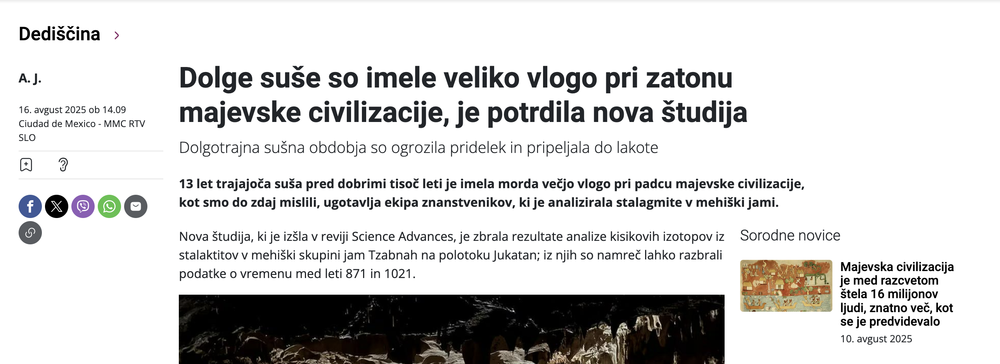 Dediščina
A. J.
16. avgust 2025 ob 14.09
Ciudad de Mexico - MMC RTV
SLO
Dolge suše so imele veliko vlogo pri zatonu
majevske civilizacije, je potrdila nova študija
Dolgotrajna sušna obdobja so ogrozila pridelek in pripeljala do lakote
13 let trajajoča suša pred dobrimi tisoč leti je imela morda večjo vlogo pri padcu majevske civilizacije,
kot smo do zdaj mislili, ugotavlja ekipa znanstvenikov, ki je analizirala stalagmite v mehiški jami.
Nova študija, ki je izšla v reviji Science Advances, je zbrala rezultate analize kisikovih izotopov iz
stalaktitov v mehiški skupini jam Tzabnah na polotoku Jukatan; iz njih so namreč lahko razbrali
podatke o vremenu med leti 871 in 1021.
Sorodne novice
Majevska civilizacija
je med razcvetom
štela 16 milijonov
ljudi, znatno več, kot
se je predvidevalo
10. avgust 2025